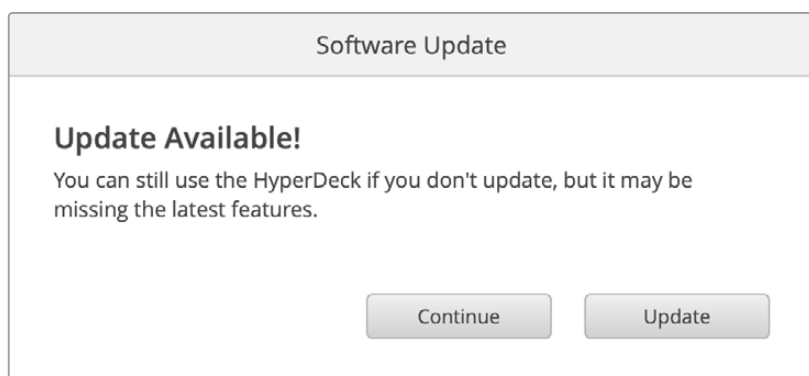 Software Update
Update Available!
You can still use the HyperDeck if you don't update, but it may be
missing the latest features.
Continue Update